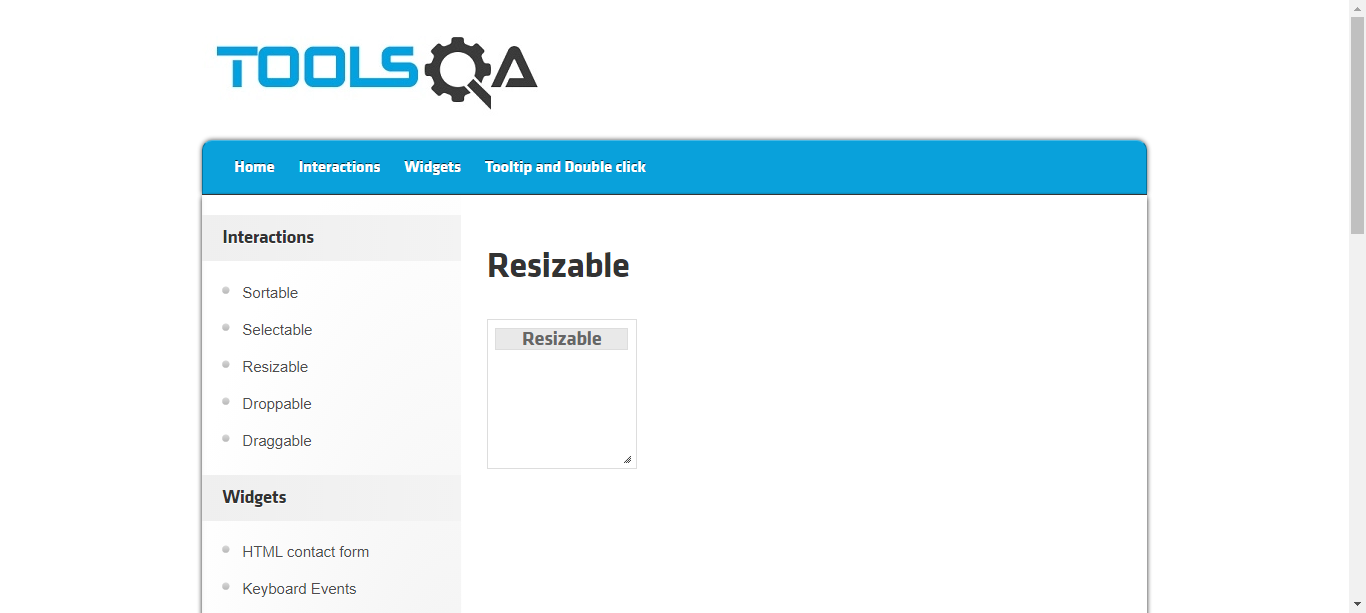 TOOLSQA
Home Interactions Widgets Tooltip and Double click
Interactions
Sortable
Selectable
Resizable
Droppable
Draggable
Widgets
HTML contact form
Keyboard Events
Resizable
Resizable